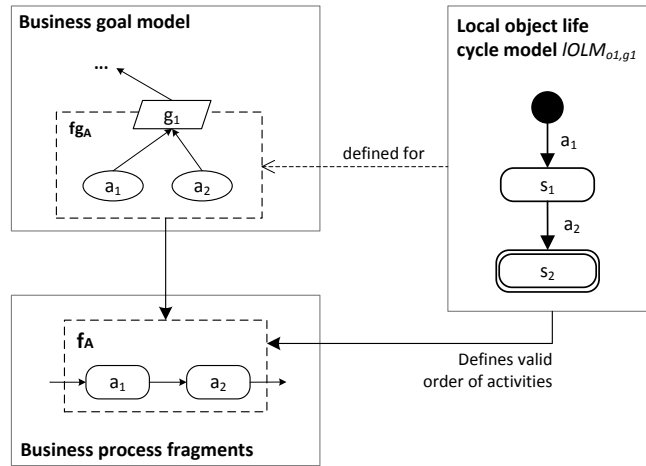 Business goal model
...
g1
fgA
a1
a2
defined for
Local object life
cycle model lOLMo1,g1
a1
s1
a2
s2
fA
a1
a2
Defines valid
order of activities
Business process fragments